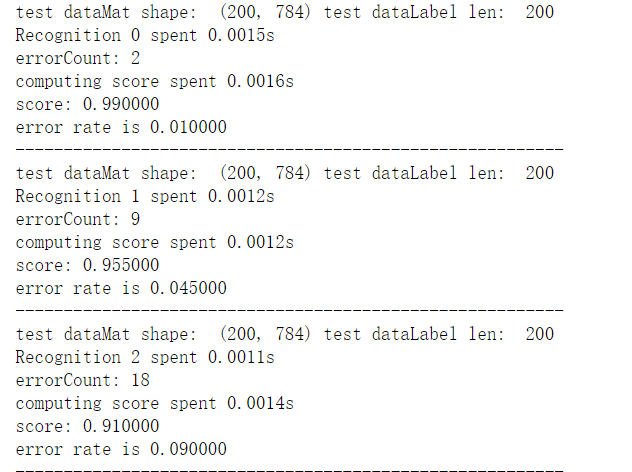 test dataMat shape:  (200, 784) test dataLabel len:  200
Recognition 0 spent 0.0015s
errorCount: 2
computing score spent 0.0016s
score: 0.990000
error rate is 0.010000
---------------------------------------------------------
test dataMat shape:  (200, 784) test dataLabel len:  200
Recognition 1 spent 0.0012s
errorCount: 9
computing score spent 0.0012s
score: 0.955000
error rate is 0.045000
---------------------------------------------------------
test dataMat shape:  (200, 784) test dataLabel len:  200
Recognition 2 spent 0.0011s
errorCount: 18
computing score spent 0.0014s
score: 0.910000
error rate is 0.090000
---------------------------------------------------------